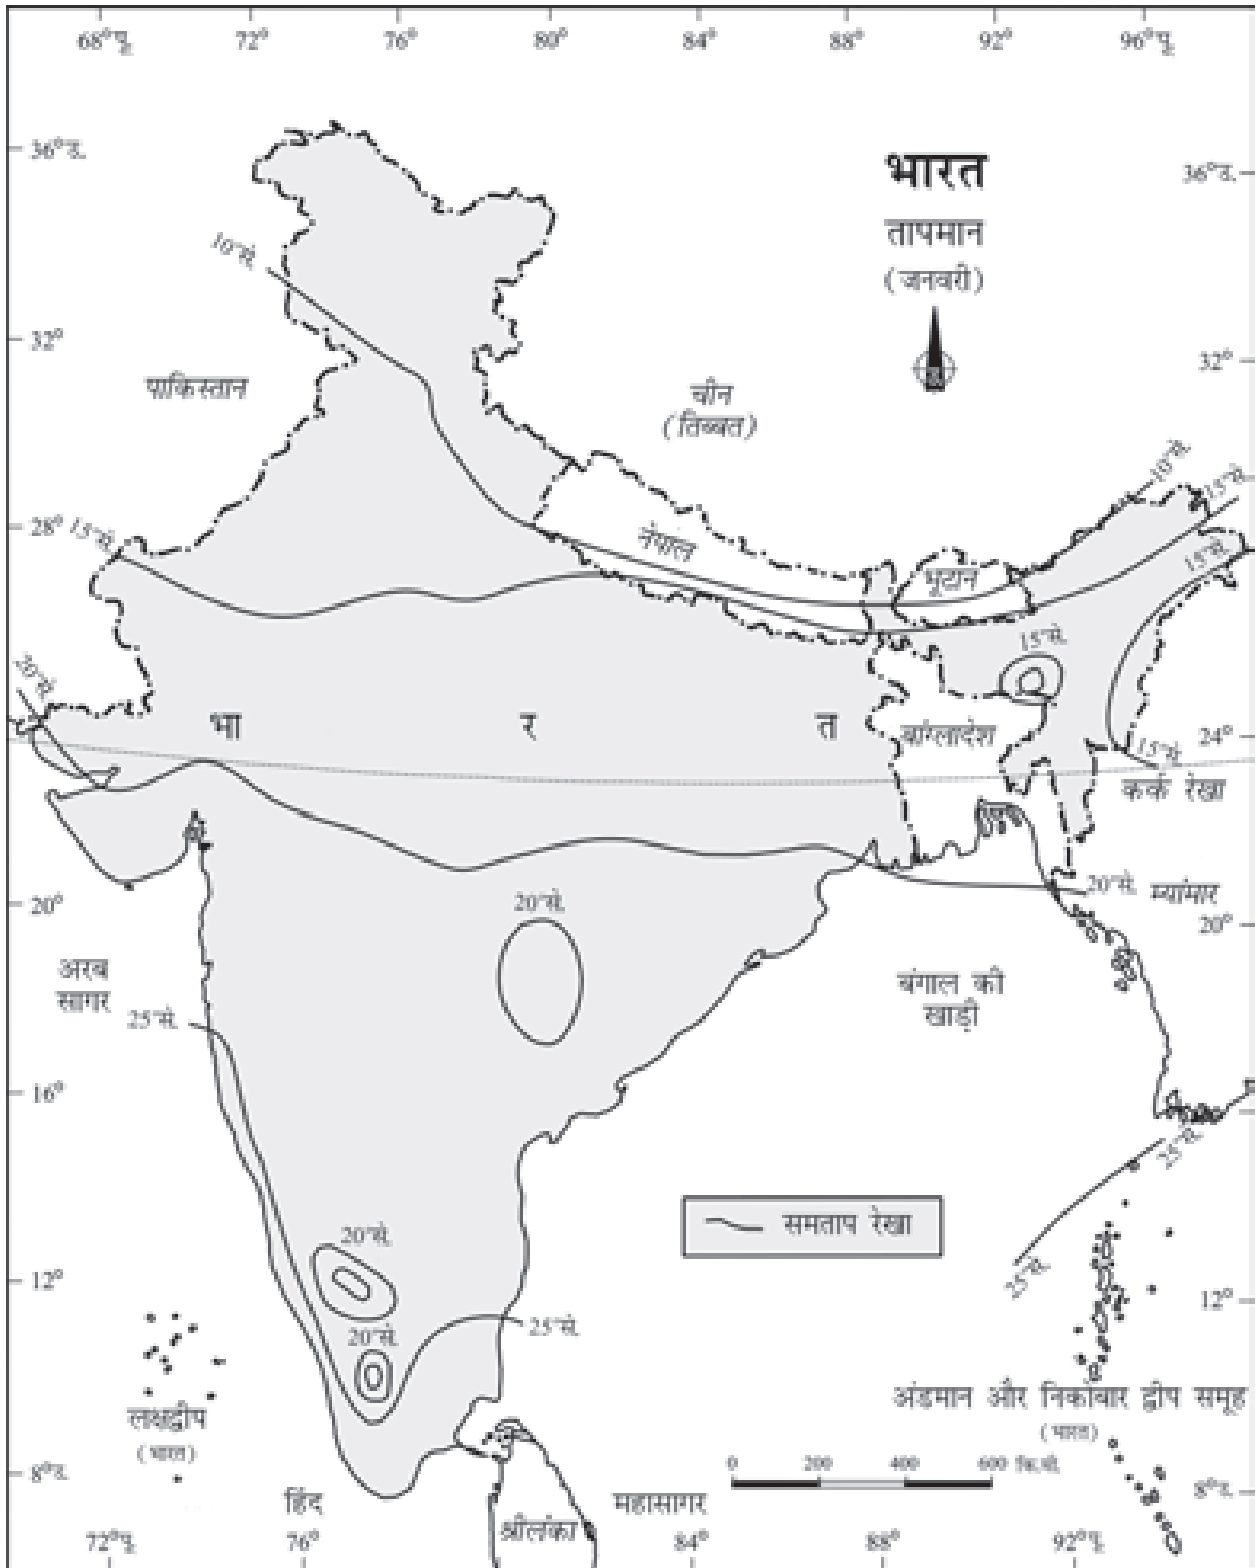 68°पू.
72°
76°
80°
84°
88°
92°
96°पू.
36°उ.
36°उ.
भारत
तापमान
(जनवरी)
10°से.
32°
32°
पाकिस्तान
चीन
(तिब्बत)
10°से.
15°से.
28°
15°से.
नेपाल
भूटान
15°से.
15°से.
20°से.
भा
र
त
बांग्लादेश
24°
15°से.
कर्क रेखा
20°
20°से.
20°से.
म्यांमार
20°
अरब
सागर
25°से.
बंगाल की
खाड़ी
16°
25°से.
समताप रेखा
20°से.
12°
25°से.
12°
20°से.
25°से.
लक्षद्वीप
(भारत)
अंडमान और निकोबार द्वीप समूह
(भारत)
8°उ.
0
200
400
600 कि.मी.
8°उ.
हिंद
महासागर
श्रीलंका
72°पू
76°
84°
88°
92°पू